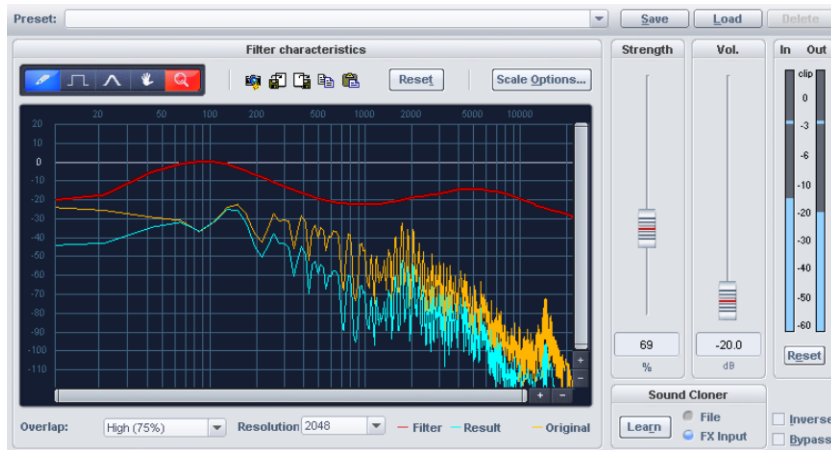 Preset: Save Load Delete
Filter characteristics Strength Vol. In Out
Reset Scale Options...
20 50 100 200 500 1000 2000 5000 10000
20
10
0
-10
-20
-30
-40
-50
-60
-70
-80
-90
-100
-110
clip
0
-3
-6
-10
-20
-30
-40
-50
-60
69 -20.0 Reset
% dB
Sound Cloner
Learn File
FX Input
Inverse
Bypass
Overlap: High (75%) Resolution 2048 Filter Result Original